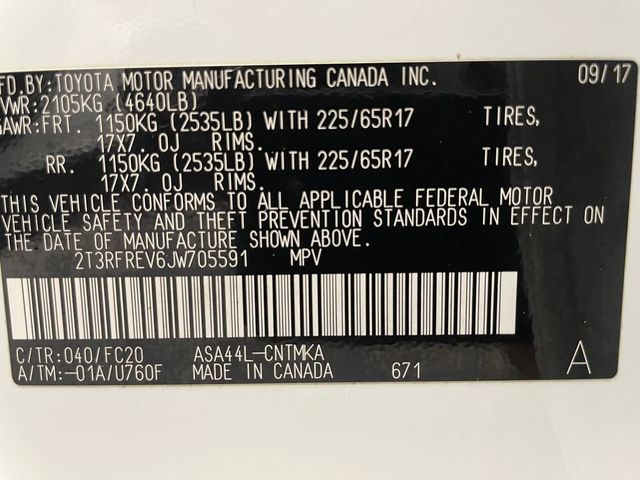 FD.BY:TOYOTA MOTOR MANUFACTURING CANADA INC. 09/17
VWR:2105KG (4640LB)
AWR:FRT. 1150KG (2535LB) WITH 225/65R17 TIRES,
17X7.0J RIMS.
RR. 1150KG (2535LB) WITH 225/65R17 TIRES,
17X7.0J RIMS.
THIS VEHICLE CONFORMS TO ALL APPLICABLE FEDERAL MOTOR
VEHICLE SAFETY AND THEFT PREVENTION STANDARDS IN EFFECT ON
THE DATE OF MANUFACTURE SHOWN ABOVE.
2T3RFREV6JW705591 MPV
C/TR:040/FC20 ASA44L-CNTMKA
A/TM:-01A/U760F MADE IN CANADA 671 A